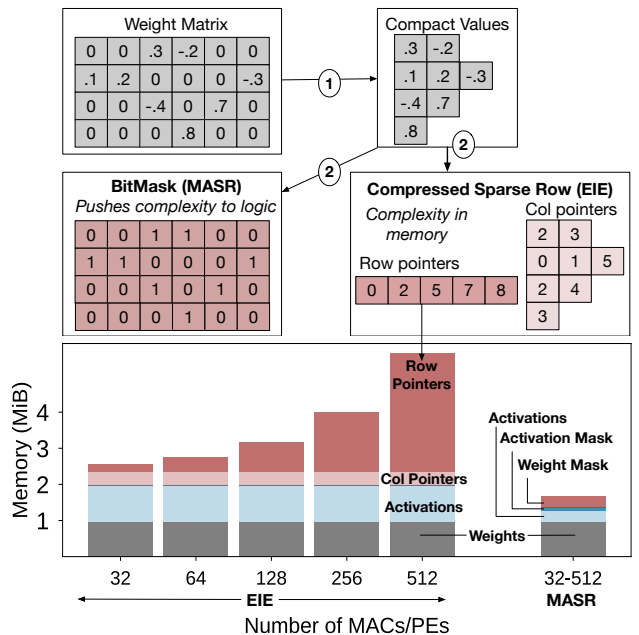 Weight Matrix
0 0 .3 -.2 0 0
.1 .2 0 0 0 -.3
0 0 -.4 0 .7 0
0 0 0 .8 0 0
1
Compact Values
.3 -.2
.1 .2 -.3
-.4 .7
.8
2
2
BitMask (MASR)
Pushes complexity to logic
0 0 1 1 0 0
1 1 0 0 0 1
0 0 1 0 1 0
0 0 0 1 0 0
Compressed Sparse Row (EIE)
Complexity in
memory
Row pointers
0 2 5 7 8
Col pointers
2 3
0 1 5
2 4
3
Memory (MiB)
4
3
2
1
Row
Pointers
Col Pointers
Activations
Weights
Activations
Activation Mask
Weight Mask
32 64 128 256 512 32-512
EIE MASR
Number of MACs/PEs